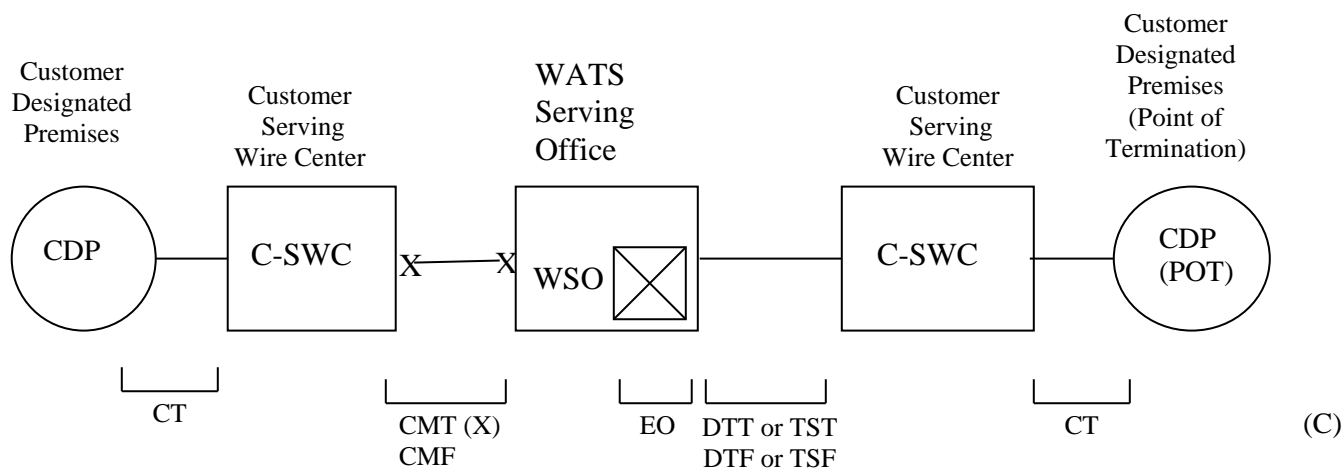 Customer
Designated
Premises
Customer
Serving
Wire Center
WATS
Serving
Office
Customer
Serving
Wire Center
Customer
Designated
Premises
(Point of
Termination)
CDP
C-SWC
X
X
WSO
C-SWC
CDP
(POT)
CT
CMT (X)
CMF
EO
DTT or TST
DTF or TSF
CT
(C)